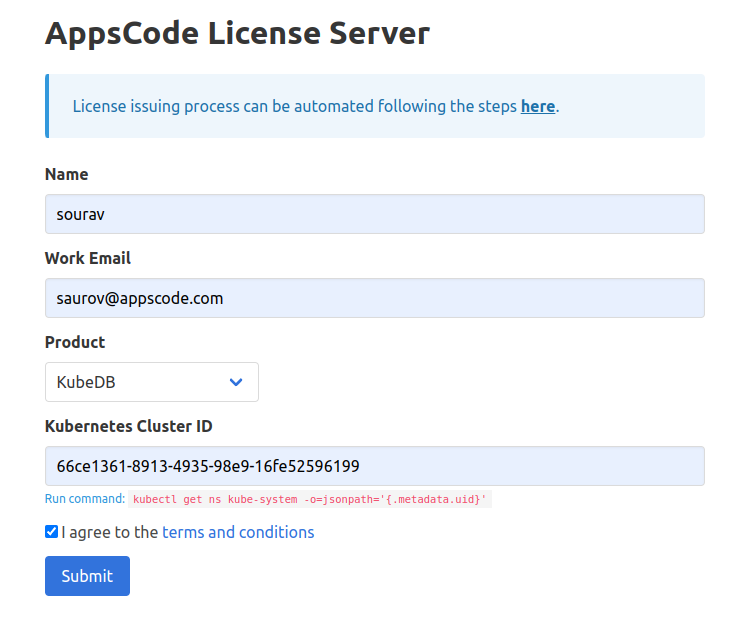 AppsCode License Server
License issuing process can be automated following the steps here.
Name
sourav
Work Email
saurov@appscode.com
Product
KubeDB
Kubernetes Cluster ID
66ce1361-8913-4935-98e9-16fe52596199
Run command: kubectl get ns kube-system -o=jsonpath='{.metadata.uid}'
I agree to the terms and conditions
Submit